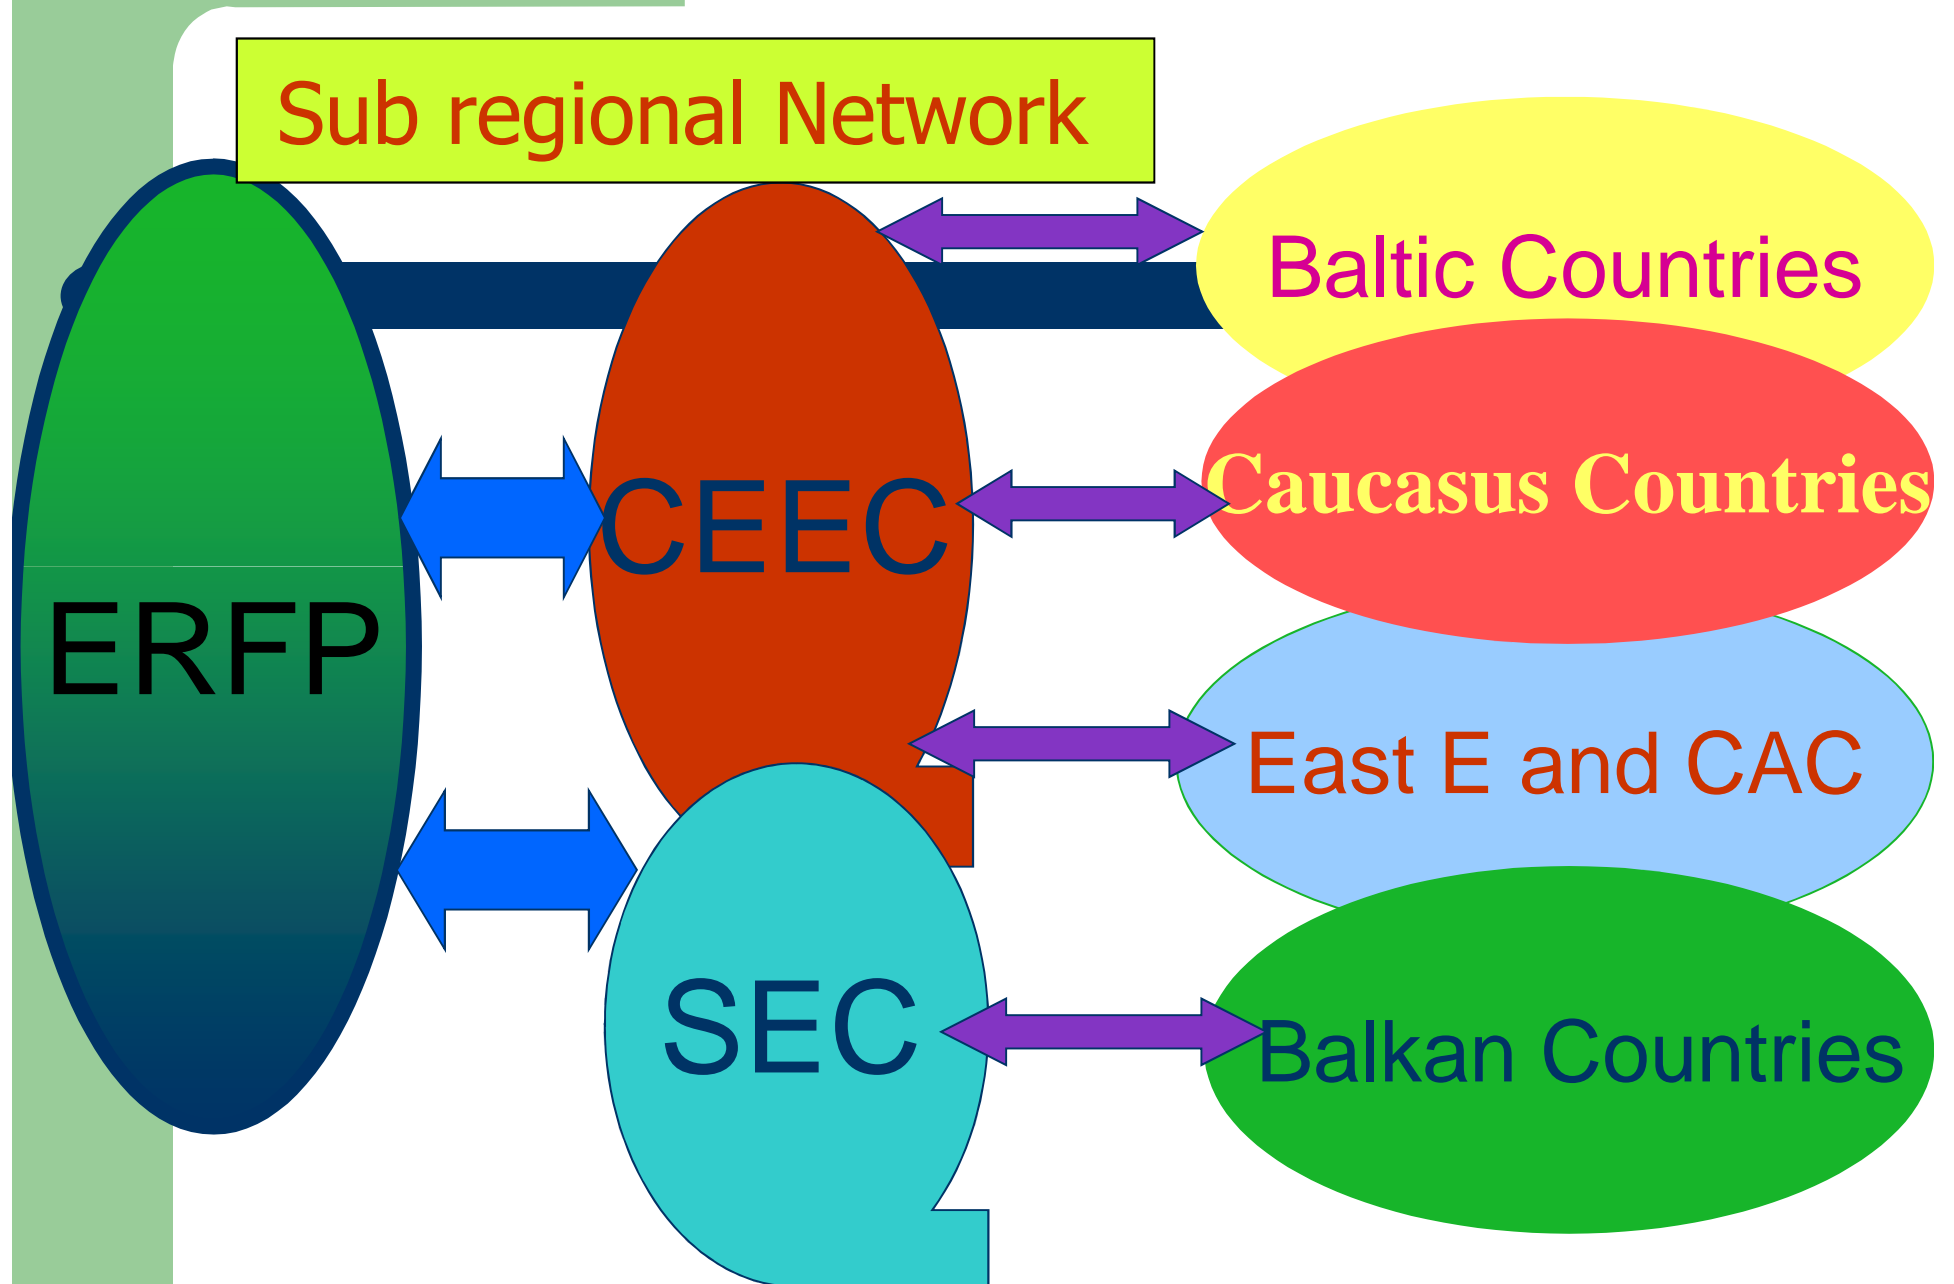 Sub regional Network
Baltic Countries
Caucasus Countries
CEEC
ERFP
East E and CAC
SEC
Balkan Countries